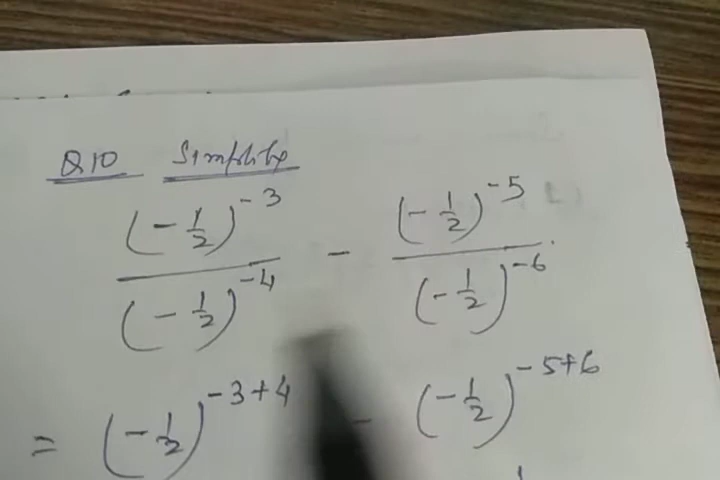 Q10 Simplify
(-1/2)^-3 / (-1/2)^-4 - (-1/2)^-5 / (-1/2)^-6
= (-1/2)^-3+4 - (-1/2)^-5+6